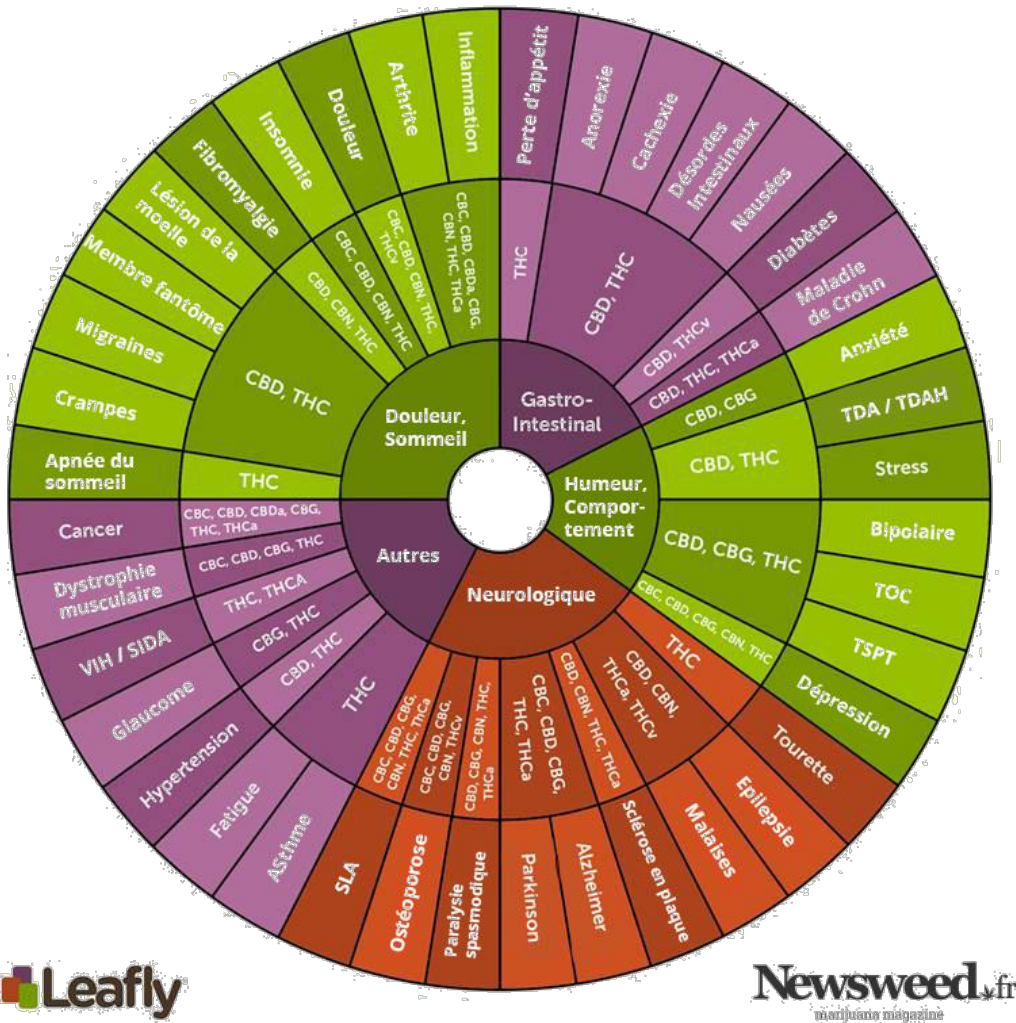 Perte d'appétit
Anorexie
Cachexie
Désordes
Intestinaux
Nausées
Diabètes
Maladie
de Crohn
Anxiété
TDA / TDAH
Stress
Bipolaire
TOC
TSPT
Dépression
Tourette
Epilepsie
Malaises
Sclérose en plaque
Alzheimer
Parkinson
Paralysie
spasmodique
Ostéoporose
SLA
ASthme
Fatigue
Hypertension
Glaucome
VIH / SIDA
Dystrophie
musculaire
Cancer
Apnée du
sommeil
Crampes
Migraines
Membre fantôme
Lésion de la
moelle
Fibromyalgie
Insomnie
Douleur
Arthrite
Inflammation
THC
CBD, THC
CBD, THCv
CBD, THC, THCa
CBD, CBG
CBD, THC
CBD, CBG, THC
CBC, CBD, CBG, CBN, THC
THC
CBD, CBN,
THCa, THCv
CBD, CBN, THC, THCa
CBC, CBD, CBG,
THC, THCa
CBD, CBG, CBN, THC,
THCa
CBC, CBD, CBG,
CBN, THCv
CBC, CBD, CBG,
CBN, THC, THCa
THC
CBD, THC
CBG, THC
THC, THCA
CBC, CBD, CBG, THC
CBC, CBD, CBDa, CBG,
THC, THCa
THC
CBD, THC
CBD, CBN, THC
CBC, CBD, CBN, THC
CBC, CBD, CBN, THC,
THCv
CBC, CBD, CBDa, CBG,
CBN, THC, THCa
Gastro-
Intestinal
Humeur,
Compor-
tement
Neurologique
Autres
Douleur,
Sommeil
Leafly
Newsweed.fr
marijuana magazine